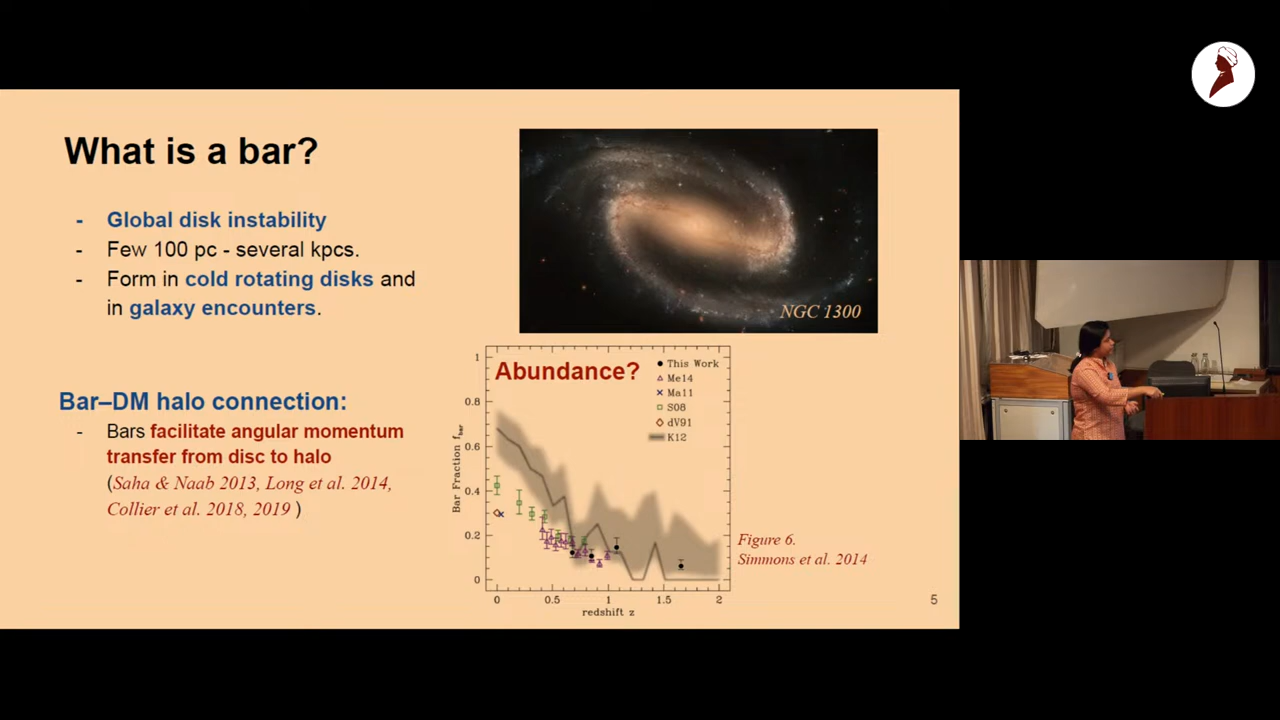 What is a bar?
- Global disk instability
- Few 100 pc - several kpcs.
- Form in cold rotating disks and
in galaxy encounters.
NGC 1300
Bar–DM halo connection:
- Bars facilitate angular momentum
transfer from disc to halo
(Saha & Naab 2013, Long et al. 2014,
Collier et al. 2018, 2019 )
Abundance?
This Work
Me14
Ma11
S08
dV91
K12
Bar Fraction fbar
1
0.8
0.6
0.4
0.2
0
0 0.5 1 1.5 2
redshift z
Figure 6.
Simmons et al. 2014
5